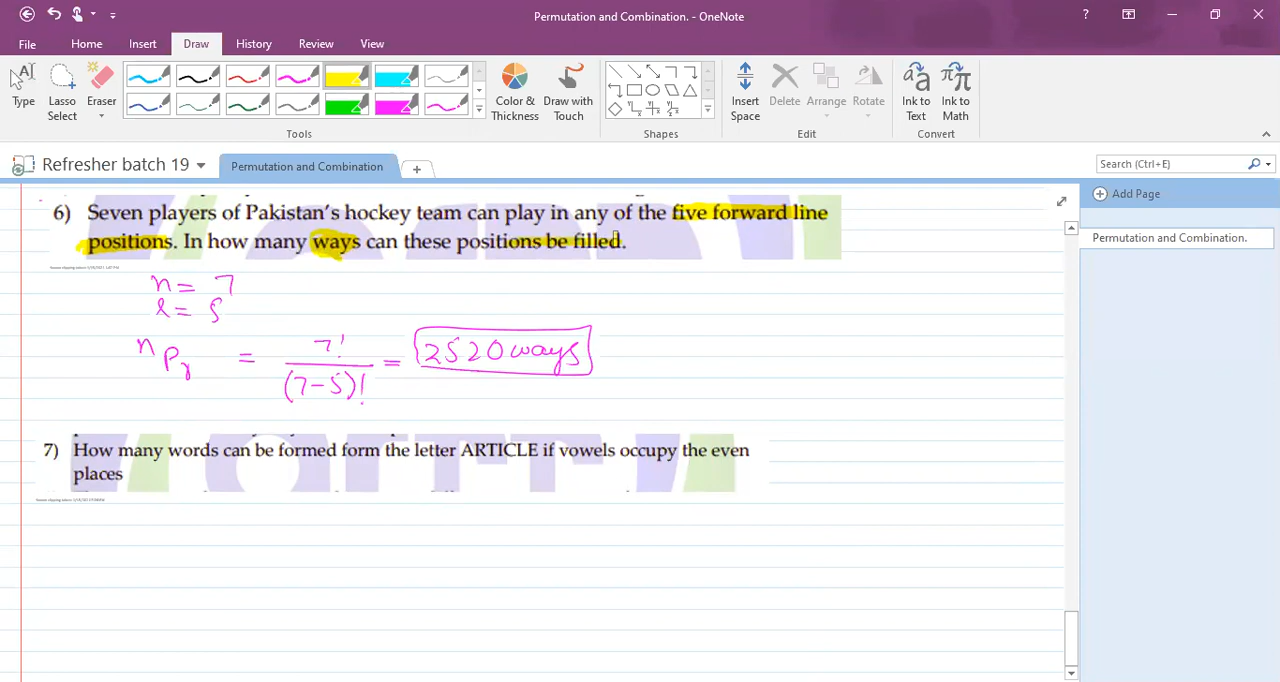 Permutation and Combination. - OneNote
?
File Home Insert Draw History Review View
Type Lasso Select Eraser Color & Thickness Draw with Touch Insert Space Delete Arrange Rotate Ink to Text Ink to Math
Tools Shapes Edit Convert
Refresher batch 19 Permutation and Combination Search (Ctrl+E)
Add Page
Permutation and Combination.
6) Seven players of Pakistan's hockey team can play in any of the five forward line
positions. In how many ways can these positions be filled.
n = 7
r = 5
nPr = 7! / (7-5)! = 2520 ways
7) How many words can be formed form the letter ARTICLE if vowels occupy the even
places